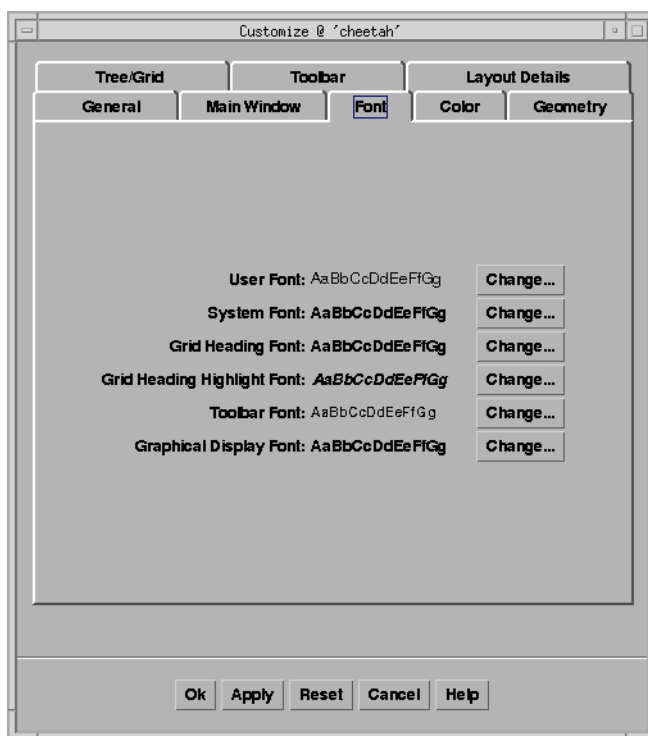 Customize @ 'cheetah'
Tree/Grid Toolbar Layout Details
General Main Window Font Color Geometry
User Font: AaBbCcDdEeFfGg Change...
System Font: AaBbCcDdEeFfGg Change...
Grid Heading Font: AaBbCcDdEeFfGg Change...
Grid Heading Highlight Font: AaBbCcDdEeFfGg Change...
Toolbar Font: AaBbCcDdEeFfGg Change...
Graphical Display Font: AaBbCcDdEeFfGg Change...
Ok Apply Reset Cancel Help